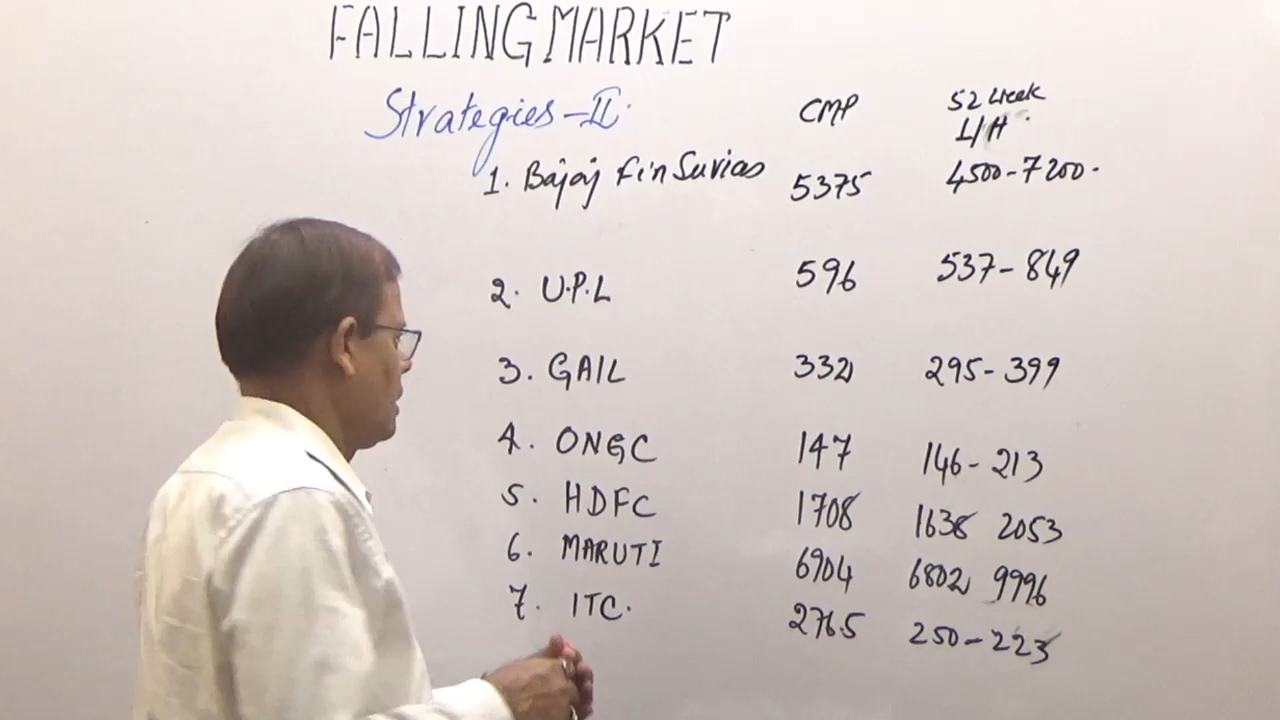 FALLING MARKET
Strategies-II.
CMP
52 week
L/H
1. Bajaj FinSuvias 5375 4500-7200.
2. U.P.L 596 537-849
3. GAIL 332 295-399
4. ONGC 147 146-213
5. HDFC 1708 1638 2053
6. MARUTI 6904 6802 9996
7. ITC. 276.5 250-223